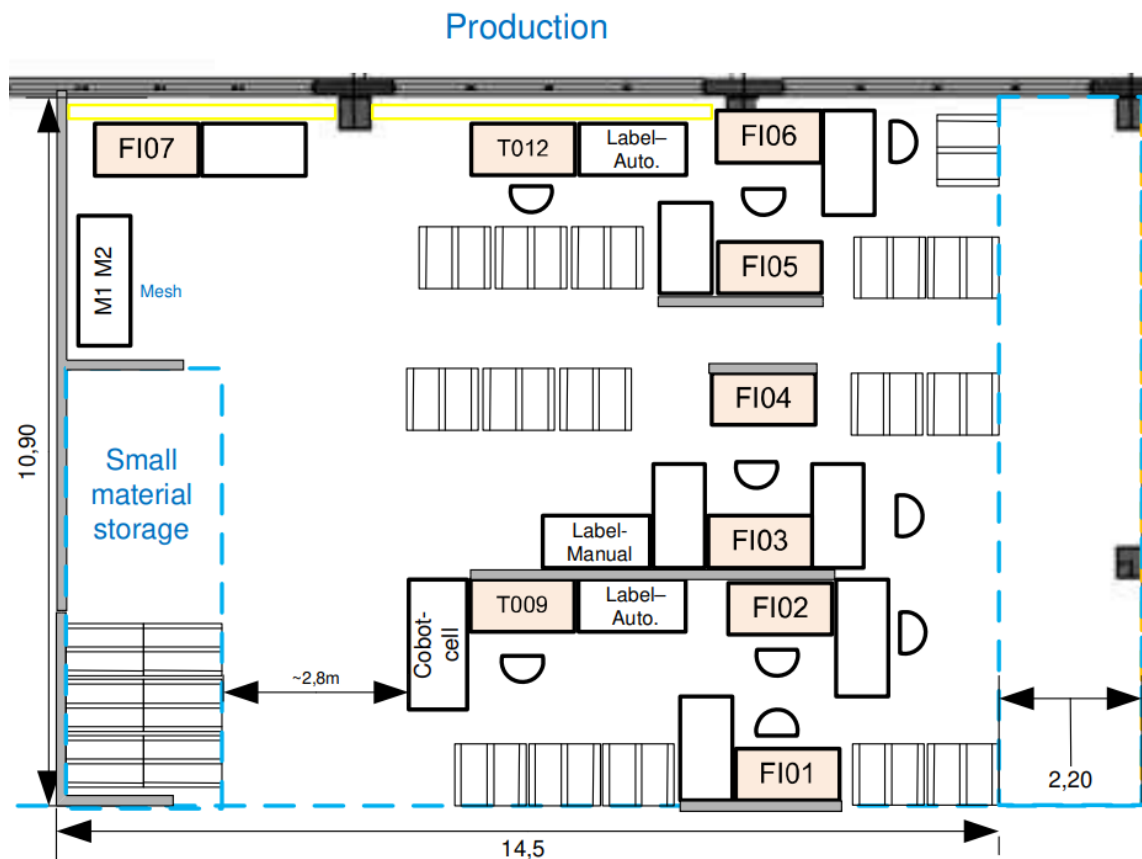 Production
FI07
T012
Label–
Auto.
FI06
M1 M2
Mesh
FI05
FI04
10,90
Small
material
storage
Label-
Manual
FI03
T009
Label–
Auto.
FI02
Cobot-
cell
~2,8m
FI01
2,20
14,5